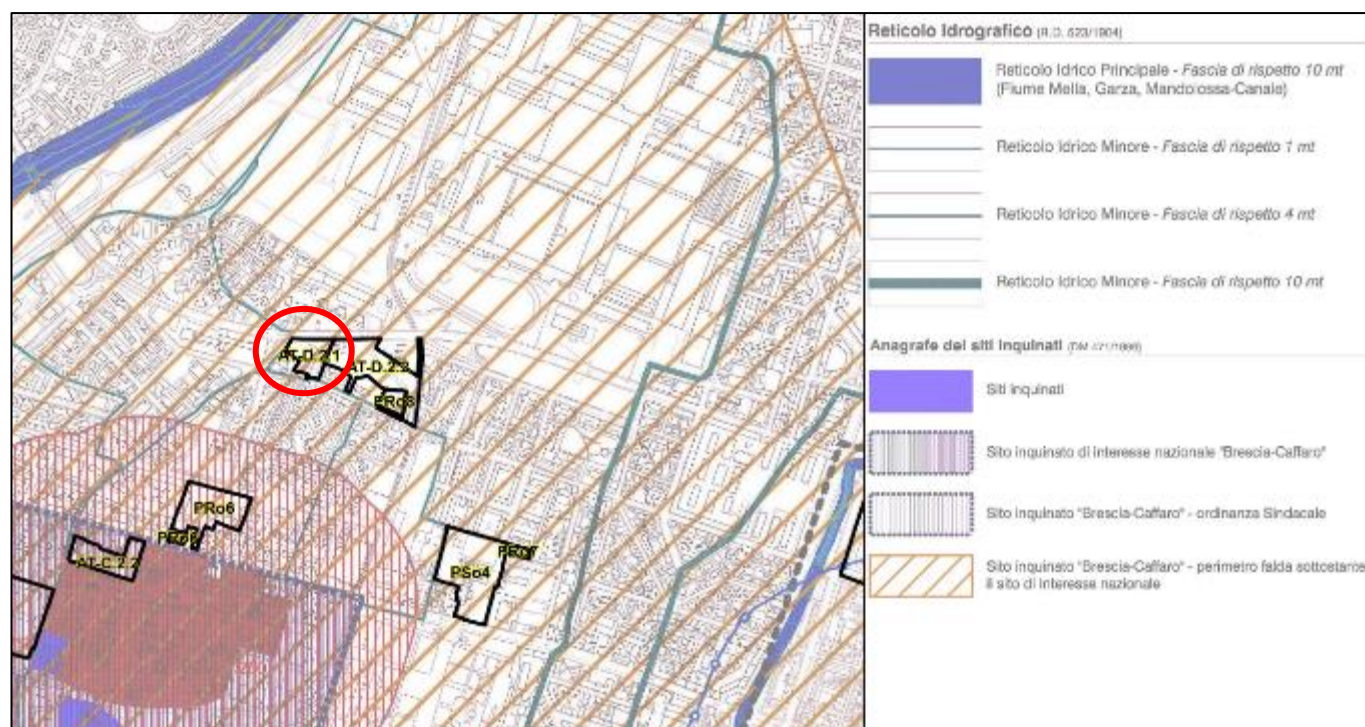 AT-D.2.1
AT-D.2.2
PRo3
PRo6
AT-C.2.2
PSo4
Reticolo Idrografico (R.D. 523/1904)
Reticolo Idrico Principale - Fascia di rispetto 10 mt
(Fiume Mella, Garza, Mandolossa-Canale)
Reticolo Idrico Minore - Fascia di rispetto 1 mt
Reticolo Idrico Minore - Fascia di rispetto 4 mt
Reticolo Idrico Minore - Fascia di rispetto 10 mt
Anagrafe dei siti inquinati
Siti inquinati
Sito inquinato di interesse nazionale "Brescia-Caffaro"
Sito inquinato "Brescia-Caffaro" - ordinanza Sindacale
Sito inquinato "Brescia-Caffaro" - perimetro falda sottostante
il sito di interesse nazionale